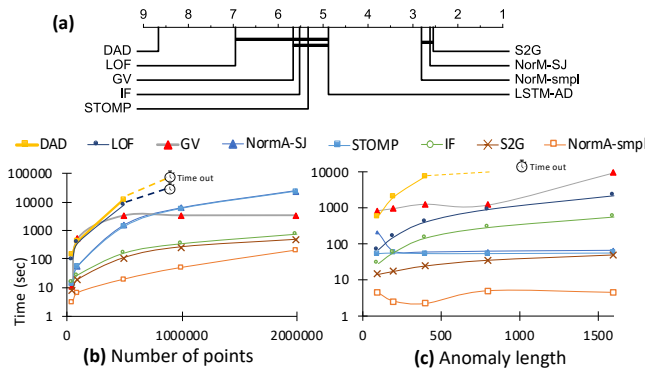 9 8 7 6 5 4 3 2 1
(a)
DAD S2G
LOF NorM-SJ
GV NorM-smpl
IF LSTM-AD
STOMP
DAD LOF GV NormA-SJ STOMP IF S2G NormA-smpl
Time (sec)
100000
10000
1000
100
10
1
0 1000000 2000000
Time out
(b) Number of points
10000
1000
100
10
1
0 500 1000 1500
Time out
(c) Anomaly length